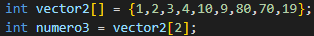 int vector2[] = {1,2,3,4,10,9,80,70,19};
int numero3 = vector2[2];